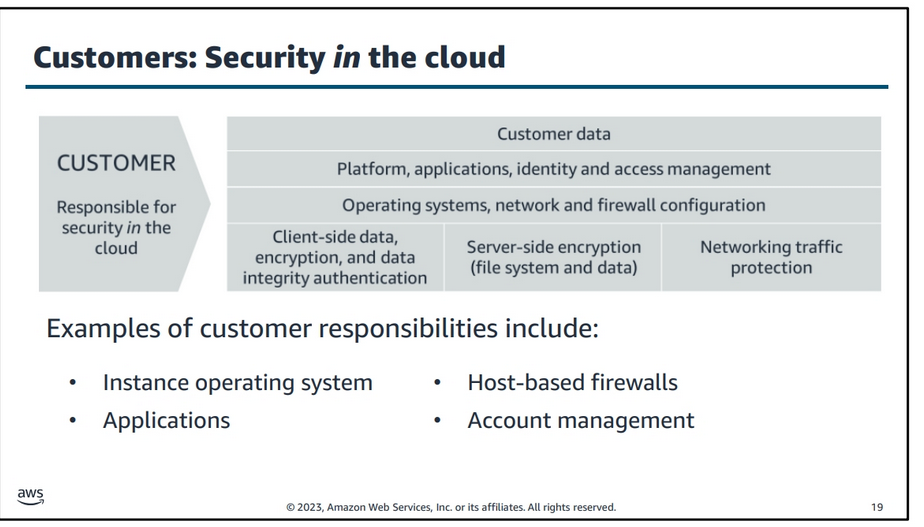 Customers: Security in the cloud
CUSTOMER
Responsible for
security in the
cloud
Customer data
Platform, applications, identity and access management
Operating systems, network and firewall configuration
Client-side data,
encryption, and data
integrity authentication
Server-side encryption
(file system and data)
Networking traffic
protection
Examples of customer responsibilities include:
• Instance operating system
• Applications
• Host-based firewalls
• Account management
aws
© 2023, Amazon Web Services, Inc. or its affiliates. All rights reserved.
19